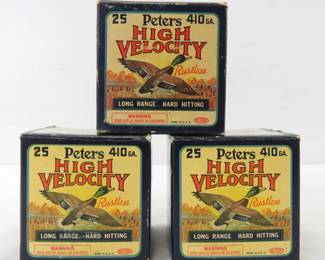 25 Peters 410 GA.
HIGH
VELOCITY
Rustless
WARNING
LONG RANGE HARD HITTING
25 Peters 410 GA.
HIGH
VELOCITY
Rustless
LONG RANGE - HARD HITTING
WARNING
25 Peters 410 GA.
HIGH
VELOCITY
Rustless
LONG RANGE HARD HITTING
WARNING